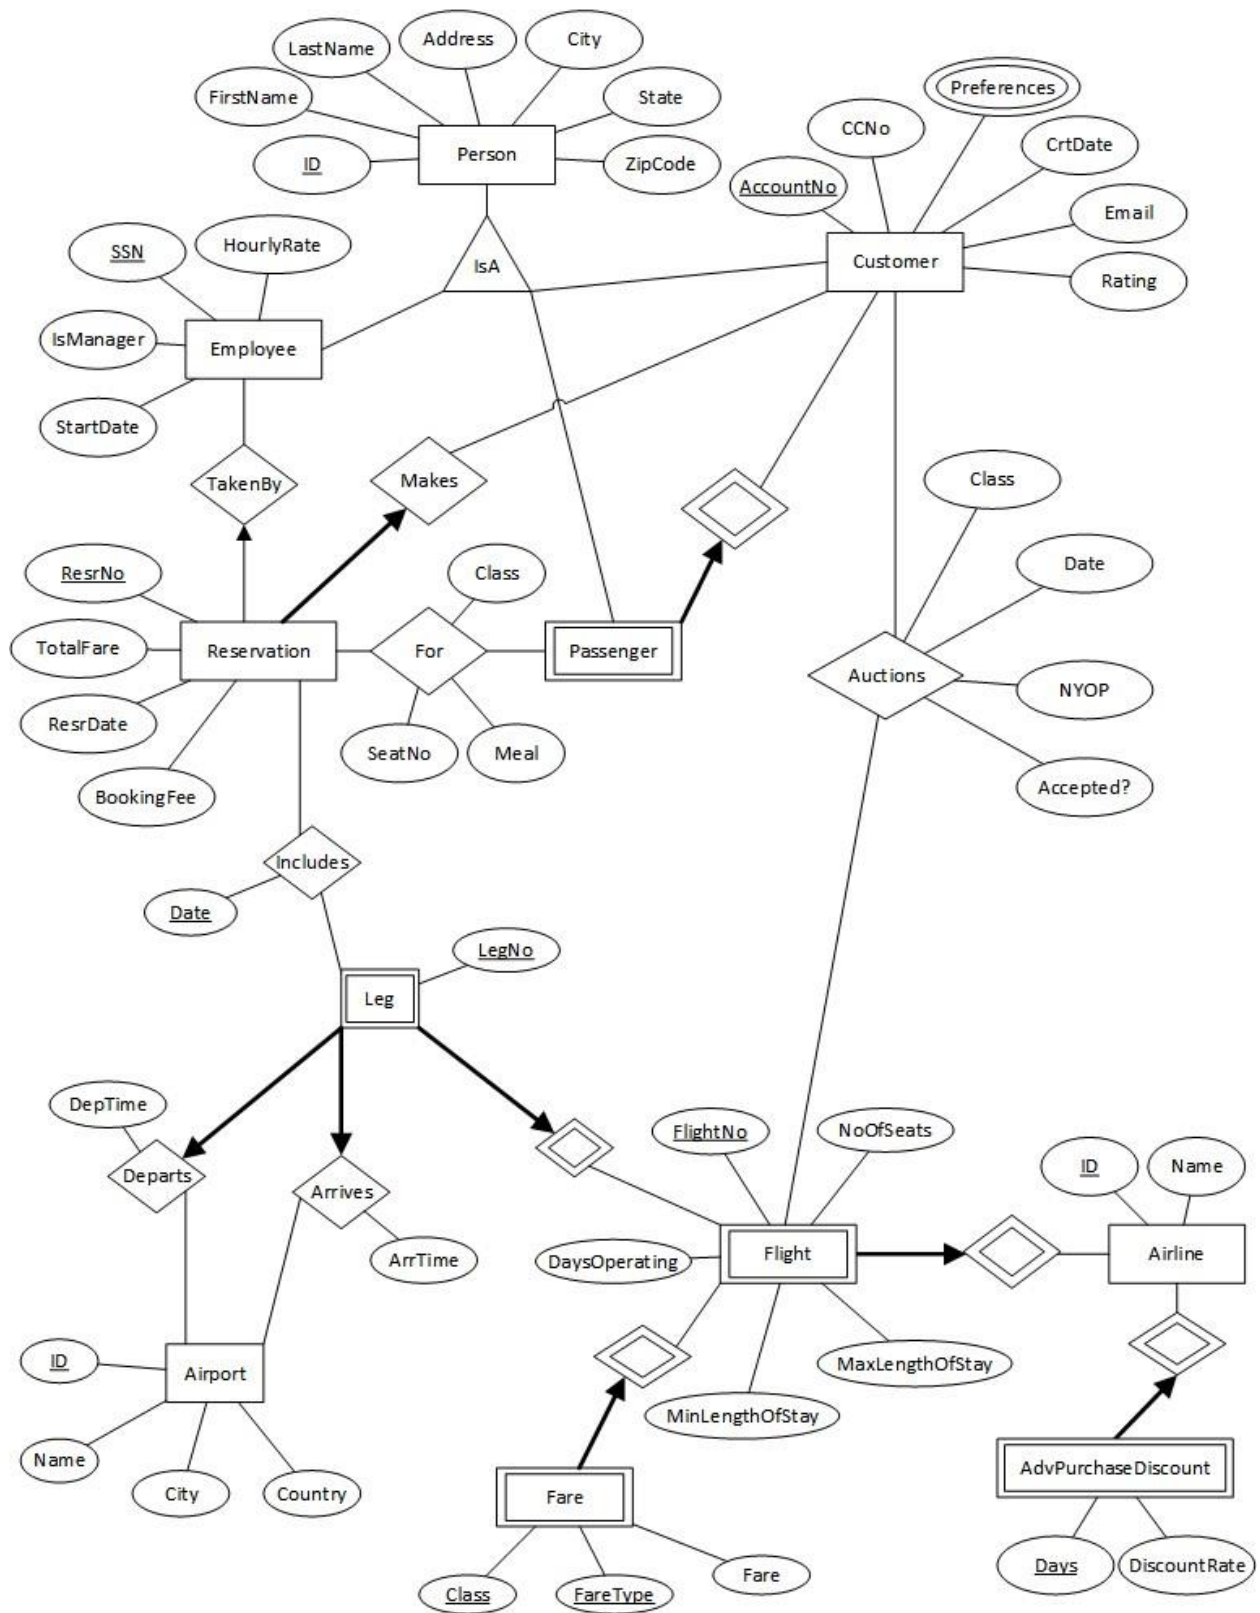 Address
City
LastName
Preferences
FirstName
State
CCNo
Person
CrtDate
ID
ZipCode
AccountNo
Email
SSN
HourlyRate
IsA
Customer
Rating
IsManager
Employee
StartDate
TakenBy
Makes
Class
Date
ResrNo
Class
TotalFare
Reservation
For
Passenger
Auctions
NYOP
ResrDate
SeatNo
Meal
BookingFee
Accepted?
Includes
Date
LegNo
Leg
DepTime
FlightNo
NoOfSeats
ID
Name
Departs
Arrives
ArrTime
DaysOperating
Flight
Airline
ID
Airport
MaxLengthOfStay
MinLengthOfStay
Name
City
Country
Fare
AdvPurchaseDiscount
Class
FareType
Fare
Days
DiscountRate